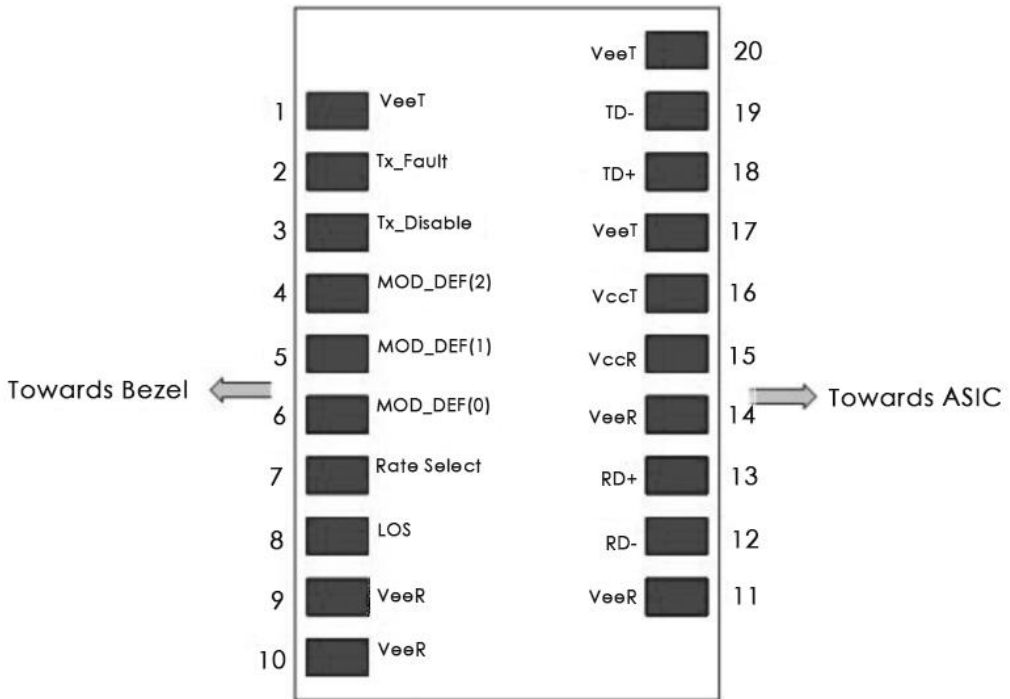 VeeT 20
1 VeeT
TD- 19
2 Tx_Fault
TD+ 18
3 Tx_Disable
VeeT 17
4 MOD_DEF(2)
VccT 16
5 MOD_DEF(1)
VccR 15
Towards Bezel
6 MOD_DEF(0)
VeeR 14
Towards ASIC
7 Rate Select
RD+ 13
8 LOS
RD- 12
9 VeeR
VeeR 11
10 VeeR